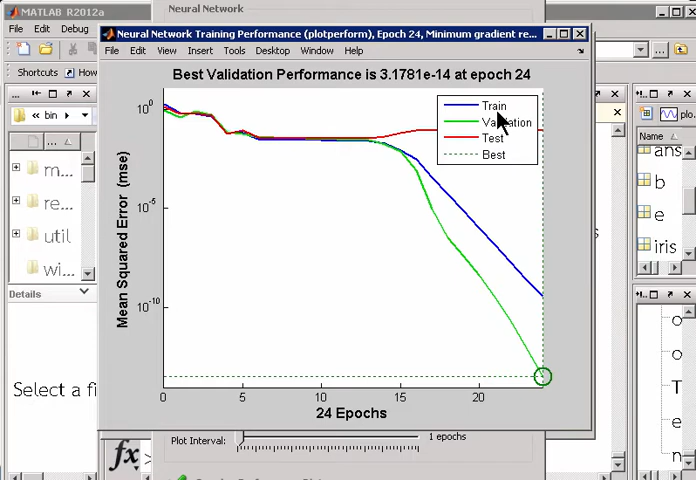 MATLAB R2012a
Neural Network
Neural Network Training Performance (plotperform), Epoch 24, Minimum gradient re...
File Edit Debug
File Edit View Insert Tools Desktop Window Help
Shortcuts How
Best Validation Performance is 3.1781e-14 at epoch 24
« bin »
plo
Name
m...
re...
util
wi...
Details
Select a fi
Mean Squared Error (mse)
10^0
10^-5
10^-10
Train
Validation
Test
Best
0 5 10 15 20
24 Epochs
ans
b
e
iris
s
o
o
T
e
n
fx >
Plot Interval: 1 epochs